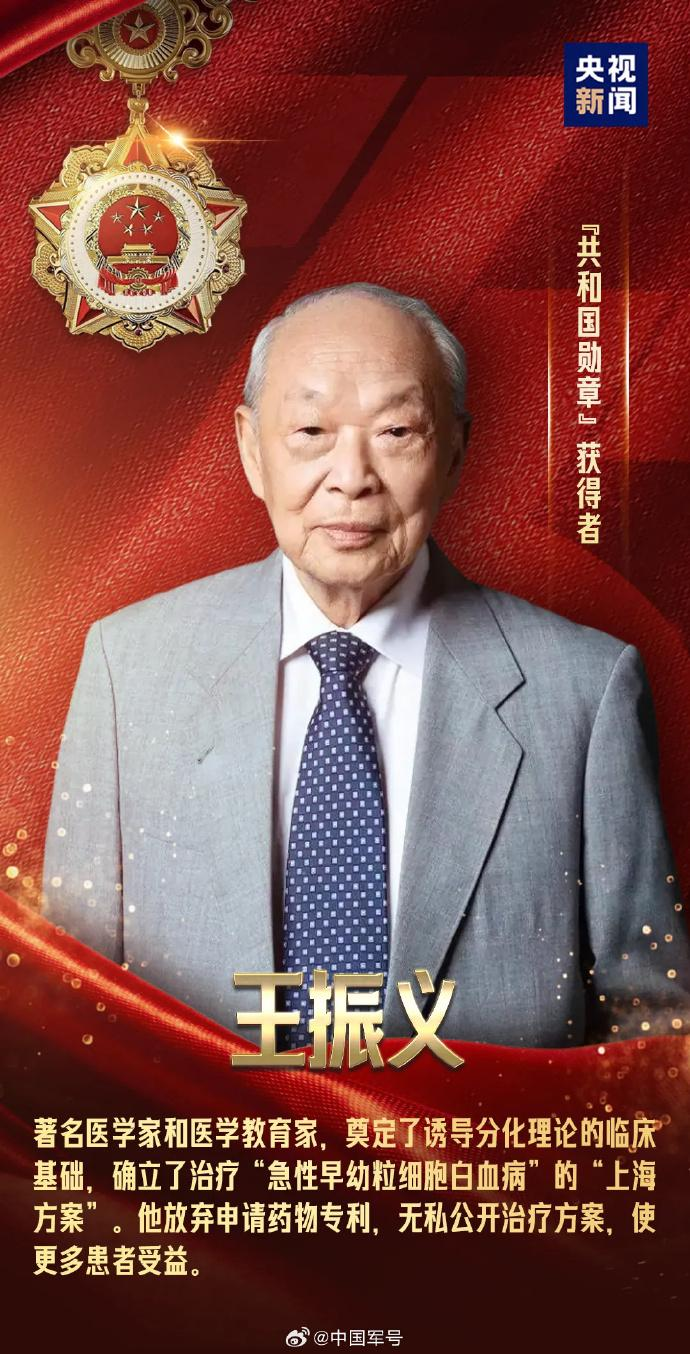 央视
新闻
『共和国勋章』获得者
王振义
著名医学家和医学教育家，奠定了诱导分化理论的临床
基础，确立了治疗“急性早幼粒细胞白血病”的“上海
方案”。他放弃申请药物专利，无私公开治疗方案，使
更多患者受益。
@中国军号